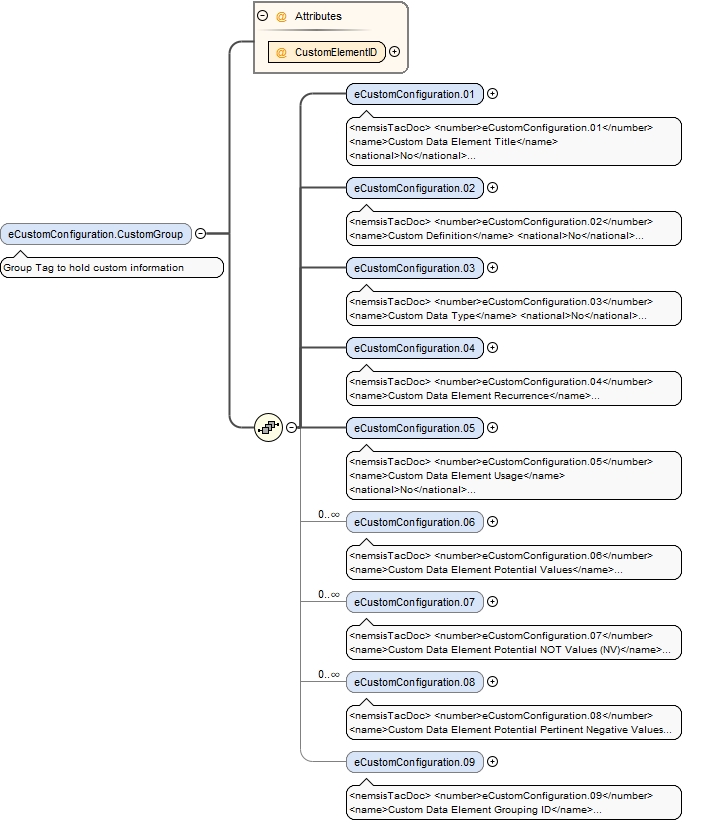 @ Attributes
@ CustomElementID
eCustomConfiguration.01
<nemsisTacDoc> <number>eCustomConfiguration.01</number>
<name>Custom Data Element Title</name>
<national>No</national>...
eCustomConfiguration.02
<nemsisTacDoc> <number>eCustomConfiguration.02</number>
<name>Custom Definition</name> <national>No</national>...
eCustomConfiguration.CustomGroup
Group Tag to hold custom information
eCustomConfiguration.03
<nemsisTacDoc> <number>eCustomConfiguration.03</number>
<name>Custom Data Type</name> <national>No</national>...
eCustomConfiguration.04
<nemsisTacDoc> <number>eCustomConfiguration.04</number>
<name>Custom Data Element Recurrence</name>...
eCustomConfiguration.05
<nemsisTacDoc> <number>eCustomConfiguration.05</number>
<name>Custom Data Element Usage</name>
<national>No</national>...
0..∞
eCustomConfiguration.06
<nemsisTacDoc> <number>eCustomConfiguration.06</number>
<name>Custom Data Element Potential Values</name>...
0..∞
eCustomConfiguration.07
<nemsisTacDoc> <number>eCustomConfiguration.07</number>
<name>Custom Data Element Potential NOT Values (NV)</name>...
0..∞
eCustomConfiguration.08
<nemsisTacDoc> <number>eCustomConfiguration.08</number>
<name>Custom Data Element Potential Pertinent Negative Values...
eCustomConfiguration.09
<nemsisTacDoc> <number>eCustomConfiguration.09</number>
<name>Custom Data Element Grouping ID</name>...